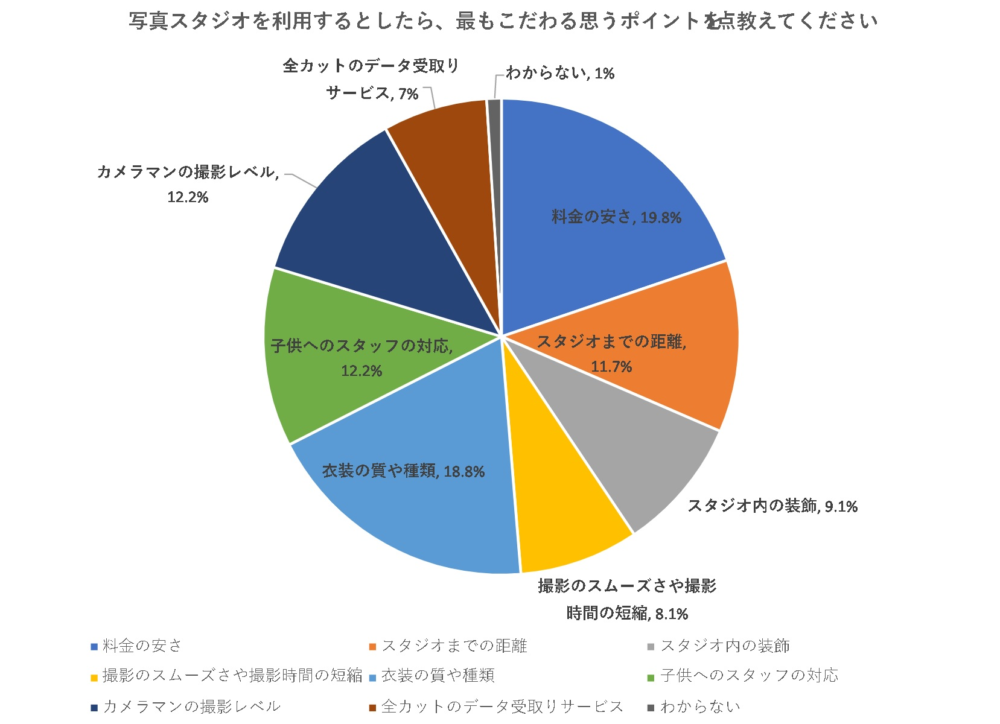 写真スタジオを利用するとしたら、最もこだわる思うポイントを1点教えてください
全カットのデータ受取り
サービス, 7%
わからない, 1%
カメラマンの撮影レベル,
12.2%
料金の安さ, 19.8%
スタジオまでの距離,
11.7%
子供へのスタッフの対応,
12.2%
衣装の質や種類, 18.8%
スタジオ内の装飾, 9.1%
撮影のスムーズさや撮影
時間の短縮, 8.1%
料金の安さ
スタジオまでの距離
スタジオ内の装飾
撮影のスムーズさや撮影時間の短縮
衣装の質や種類
子供へのスタッフの対応
カメラマンの撮影レベル
全カットのデータ受取りサービス
わからない